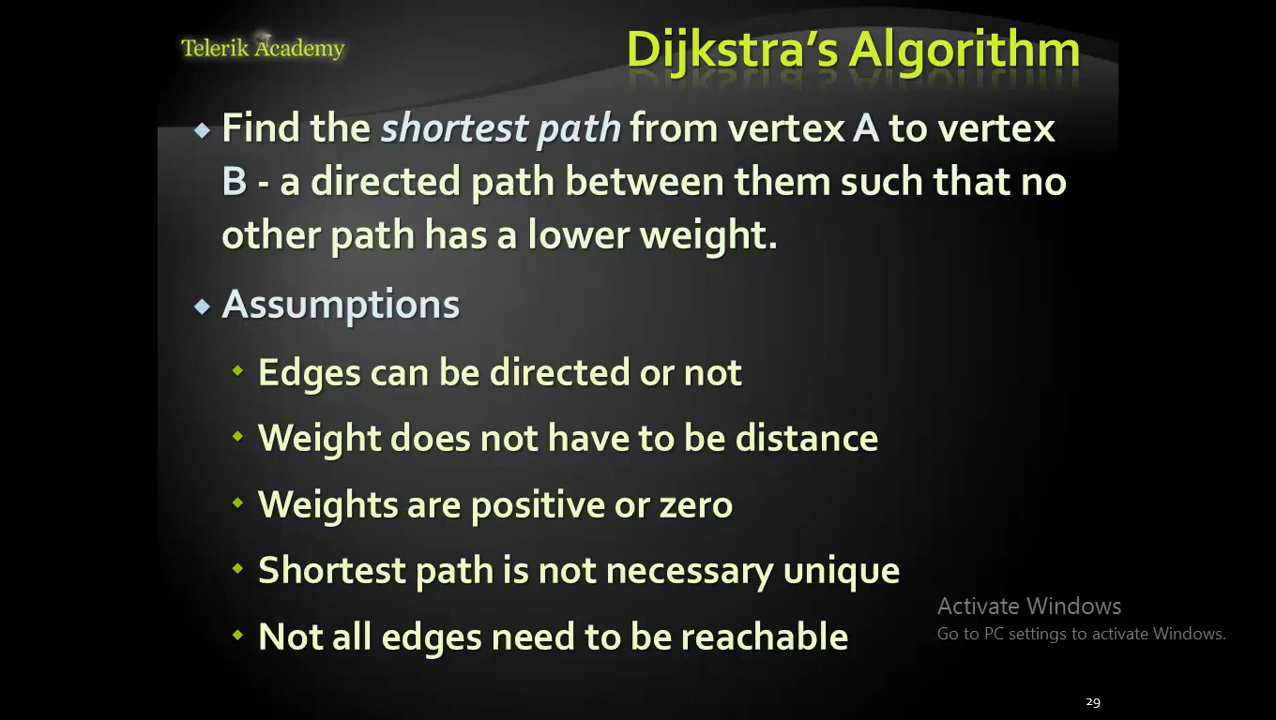 Telerik Academy
Dijkstra's Algorithm
Find the shortest path from vertex A to vertex
B - a directed path between them such that no
other path has a lower weight.
Assumptions
Edges can be directed or not
Weight does not have to be distance
Weights are positive or zero
Shortest path is not necessary unique
Not all edges need to be reachable
Activate Windows
Go to PC settings to activate Windows.
29